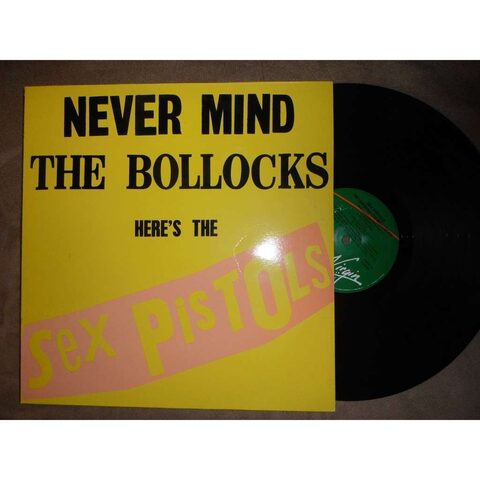 NEVER MIND
THE BOLLOCKS
HERE'S THE
Sex PisTOLs
Virgin